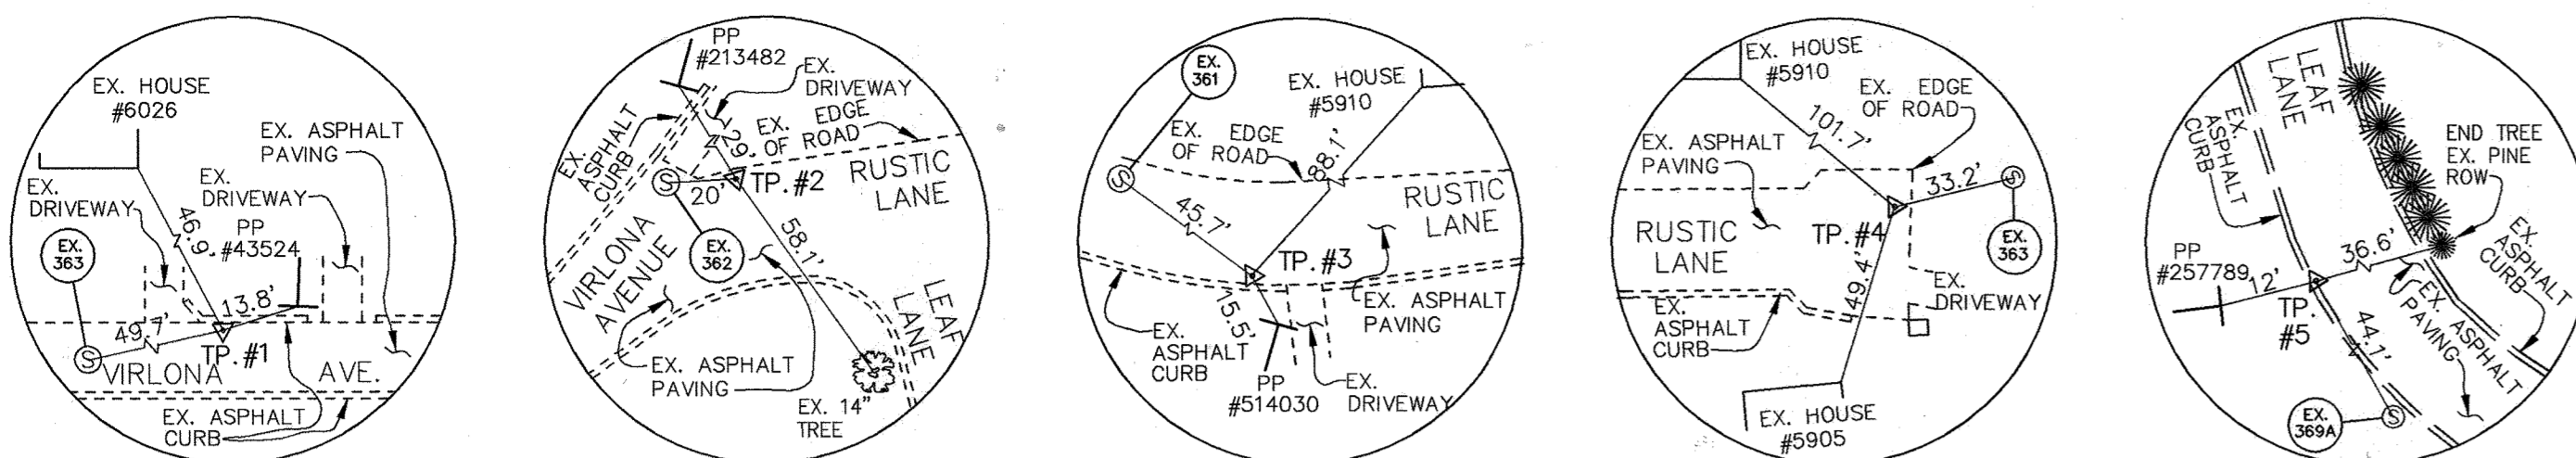 EX. HOUSE
#6026
EX. ASPHALT
PAVING
EX.
DRIVEWAY
EX.
DRIVEWAY
46.9'
PP
#43524
EX.
363
13.8'
49.7'
TP. #1
VIRLONA AVE.
EX. ASPHALT
CURB
PP
#213482
EX.
DRIVEWAY
EX.
ASPHALT
CURB
129'
EX. EDGE
OF ROAD
RUSTIC
LANE
20'
TP. #2
58.1'
EX.
362
VIRLONA
AVENUE
LEAF
LANE
EX. ASPHALT
PAVING
EX. 14"
TREE
EX.
361
EX. HOUSE
#5910
EX. EDGE
OF ROAD
88.1'
RUSTIC
LANE
45.7'
TP. #3
15.5'
EX. ASPHALT
PAVING
EX.
ASPHALT
CURB
PP
#514030
EX.
DRIVEWAY
EX. HOUSE
#5910
EX. EDGE
OF ROAD
101.7'
EX. ASPHALT
PAVING
33.2'
RUSTIC
LANE
TP. #4
EX.
363
49.4'
EX.
DRIVEWAY
EX.
ASPHALT
CURB
EX. HOUSE
#5905
LEAF
LANE
EX.
ASPHALT
CURB
END TREE
EX. PINE
ROW
EX.
ASPHALT
CURB
PP
#257789
12'
36.6'
TP.
#5
44.1'
EX. ASPHALT
PAVING
EX.
369A